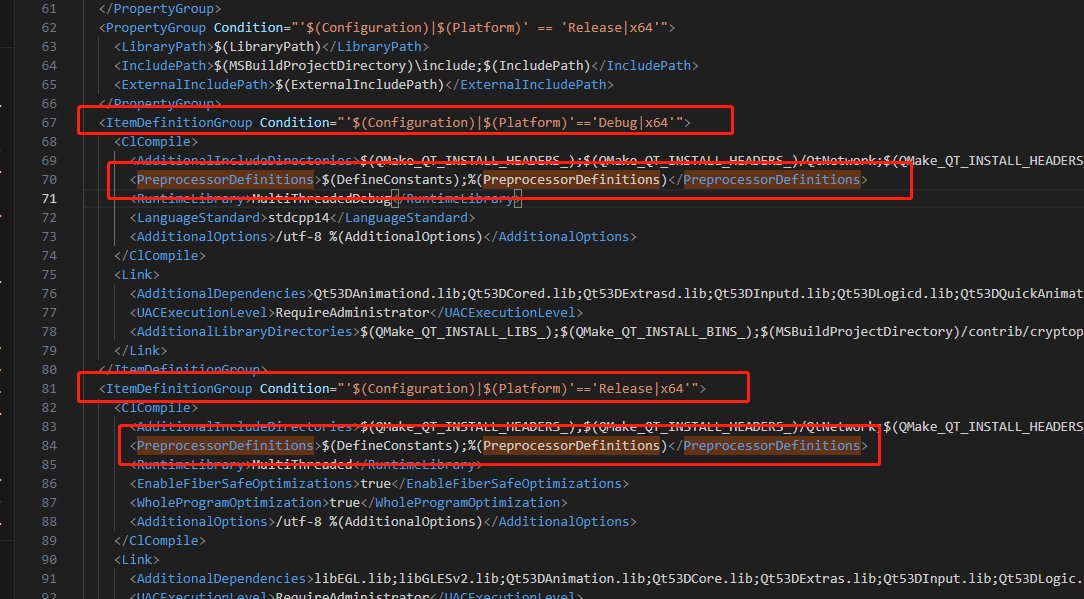 61 </PropertyGroup>
62 <PropertyGroup Condition="'$(Configuration)|$(Platform)' == 'Release|x64'">
63 <LibraryPath>$(LibraryPath)</LibraryPath>
64 <IncludePath>$(MSBuildProjectDirectory)\include;$(IncludePath)</IncludePath>
65 <ExternalIncludePath>$(ExternalIncludePath)</ExternalIncludePath>
66 </PropertyGroup>
67 <ItemDefinitionGroup Condition="'$(Configuration)|$(Platform)'=='Debug|x64'">
68 <ClCompile>
69 <AdditionalIncludeDirectories>$(QMake_QT_INSTALL_HEADERS_);$(QMake_QT_INSTALL_HEADERS_)/QtNetwork;$(QMake_QT_INSTALL_HEADERS
70 <PreprocessorDefinitions>$(DefineConstants);%(PreprocessorDefinitions)</PreprocessorDefinitions>
71 <RuntimeLibrary>MultiThreadedDebug</RuntimeLibrary>
72 <LanguageStandard>stdcpp14</LanguageStandard>
73 <AdditionalOptions>/utf-8 %(AdditionalOptions)</AdditionalOptions>
74 </ClCompile>
75 <Link>
76 <AdditionalDependencies>Qt53DAnimationd.lib;Qt53DCored.lib;Qt53DExtrasd.lib;Qt53DInputd.lib;Qt53DLogicd.lib;Qt53DQuickAnimat
77 <UACExecutionLevel>RequireAdministrator</UACExecutionLevel>
78 <AdditionalLibraryDirectories>$(QMake_QT_INSTALL_LIBS_);$(QMake_QT_INSTALL_BINS_);$(MSBuildProjectDirectory)/contrib/cryptop
79 </Link>
80 </ItemDefinitionGroup>
81 <ItemDefinitionGroup Condition="'$(Configuration)|$(Platform)'=='Release|x64'">
82 <ClCompile>
83 <AdditionalIncludeDirectories>$(QMake_QT_INSTALL_HEADERS_);$(QMake_QT_INSTALL_HEADERS_)/QtNetwork;$(QMake_QT_INSTALL_HEADERS
84 <PreprocessorDefinitions>$(DefineConstants);%(PreprocessorDefinitions)</PreprocessorDefinitions>
85 <RuntimeLibrary>MultiThreaded</RuntimeLibrary>
86 <EnableFiberSafeOptimizations>true</EnableFiberSafeOptimizations>
87 <WholeProgramOptimization>true</WholeProgramOptimization>
88 <AdditionalOptions>/utf-8 %(AdditionalOptions)</AdditionalOptions>
89 </ClCompile>
90 <Link>
91 <AdditionalDependencies>libEGL.lib;libGLESv2.lib;Qt53DAnimation.lib;Qt53DCore.lib;Qt53DExtras.lib;Qt53DInput.lib;Qt53DLogic.
92 <UACExecutionLevel>RequireAdministrator</UACExecutionLevel>